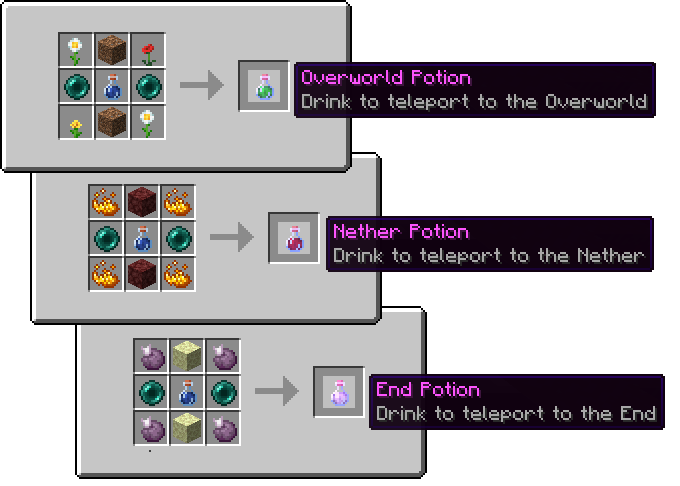 Overworld Potion
Drink to teleport to the Overworld
Nether Potion
Drink to teleport to the Nether
End Potion
Drink to teleport to the End